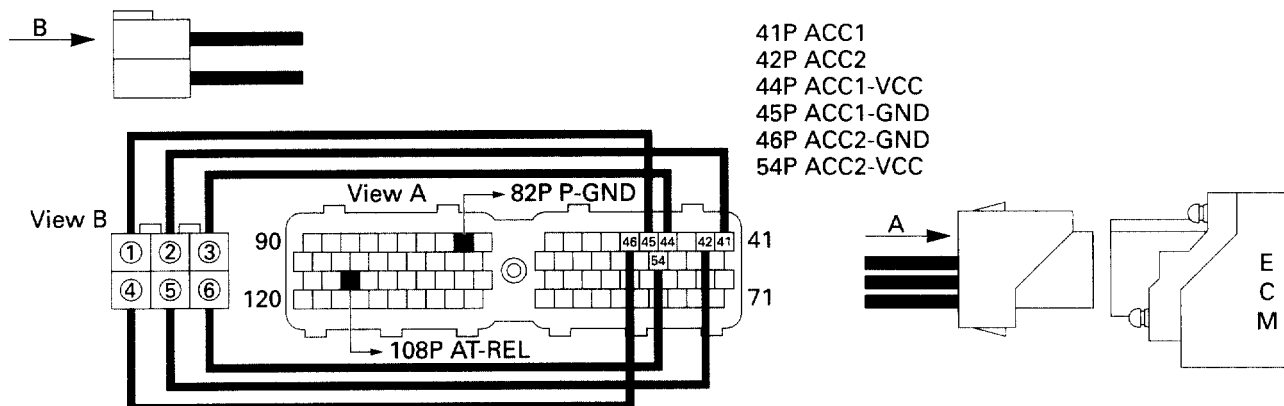 B
41P ACC1
42P ACC2
44P ACC1-VCC
45P ACC1-GND
46P ACC2-GND
54P ACC2-VCC
View A
82P P-GND
View B
① ② ③
④ ⑤ ⑥
90
46 45 44 42 41
41
54
120
71
108P AT-REL
A
E
C
M